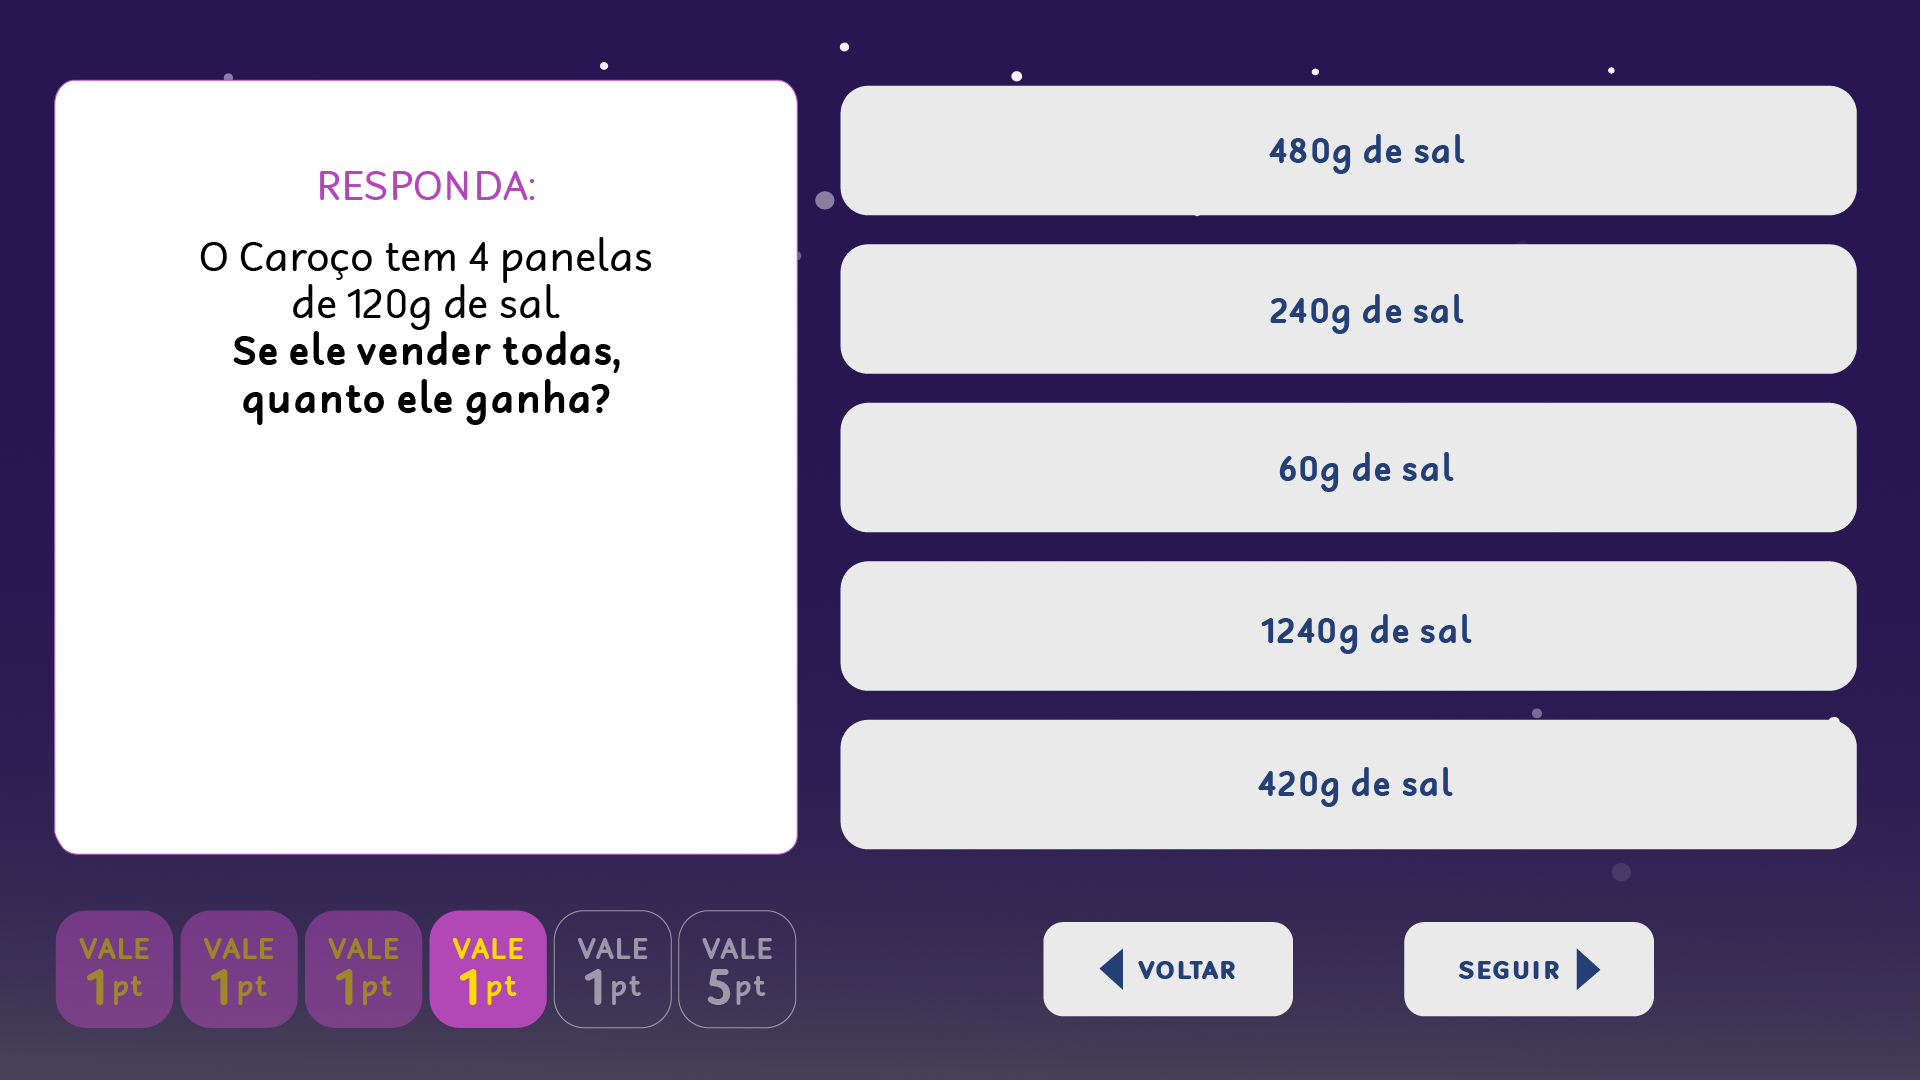 RESPONDA:
O Caroço tem 4 panelas
de 120g de sal.
Se ele vender todas,
quanto ele ganha?
480g de sal
240g de sal
60g de sal
1240g de sal
420g de sal
VALE
1pt
VALE
1pt
VALE
1pt
VALE
1pt
VALE
1pt
VALE
5pt
VOLTAR
SEGUIR